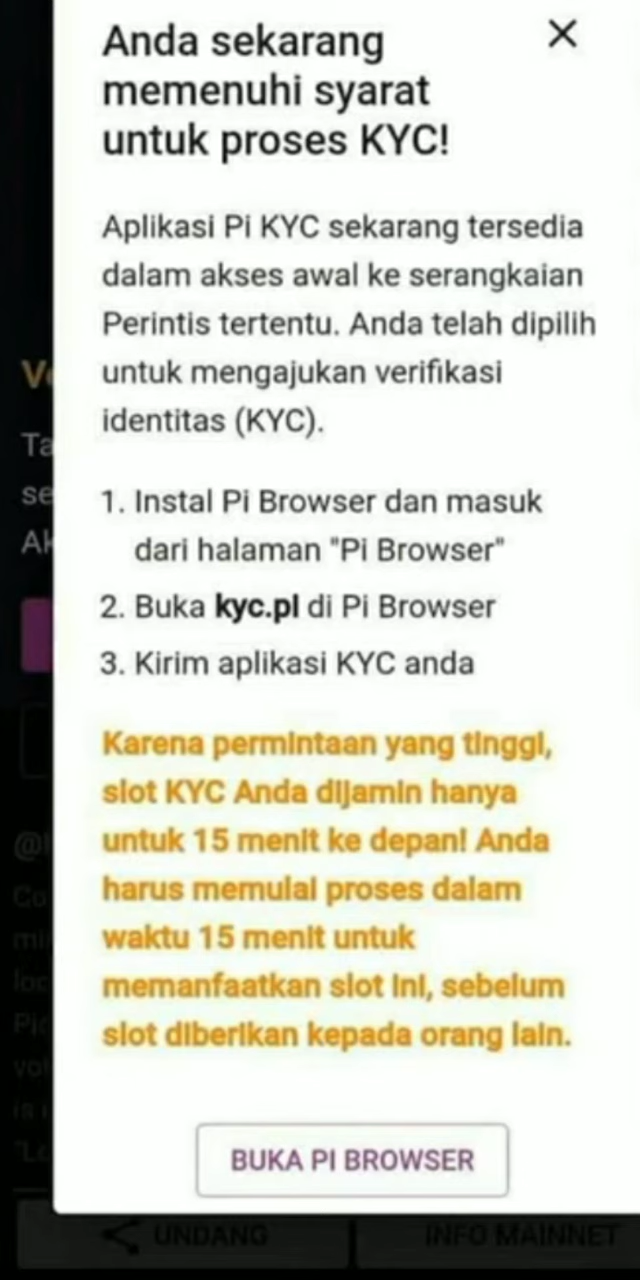 Anda sekarang
memenuhi syarat
untuk proses KYC!
Aplikasi Pi KYC sekarang tersedia
dalam akses awal ke serangkaian
Perintis tertentu. Anda telah dipilih
untuk mengajukan verifikasi
identitas (KYC).
1. Instal Pi Browser dan masuk
dari halaman "Pi Browser"
2. Buka kyc.pi di Pi Browser
3. Kirim aplikasi KYC anda
Karena permintaan yang tinggi,
slot KYC Anda dijamin hanya
untuk 15 menit ke depan! Anda
harus memulai proses dalam
waktu 15 menit untuk
memanfaatkan slot ini, sebelum
slot diberikan kepada orang lain.
BUKA PI BROWSER
UNDANG
INFO MAINNET